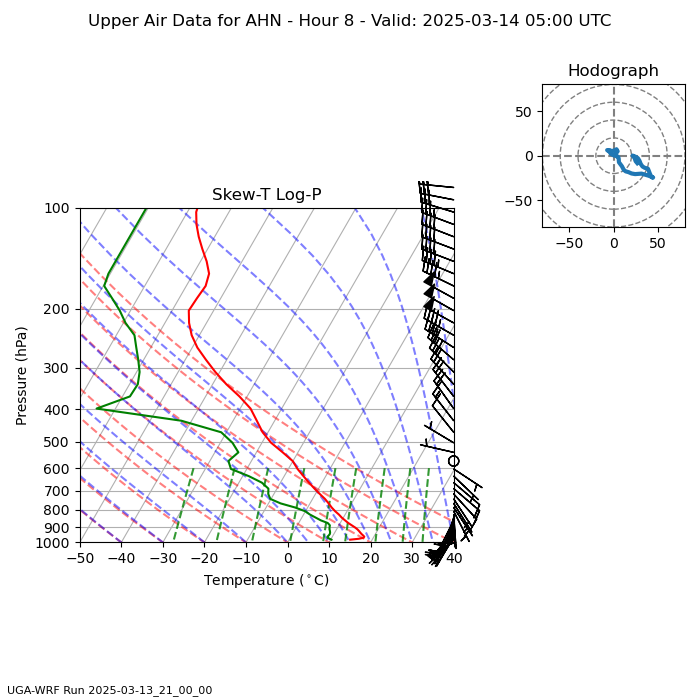 Upper Air Data for AHN - Hour 8 - Valid: 2025-03-14 05:00 UTC
Hodograph
50
0
−50
−50 0 50
Skew-T Log-P
100
200
300
400
500
600
700
800
900
1000
Pressure (hPa)
−50 −40 −30 −20 −10 0 10 20 30 40
Temperature (°C)
UGA-WRF Run 2025-03-13_21_00_00